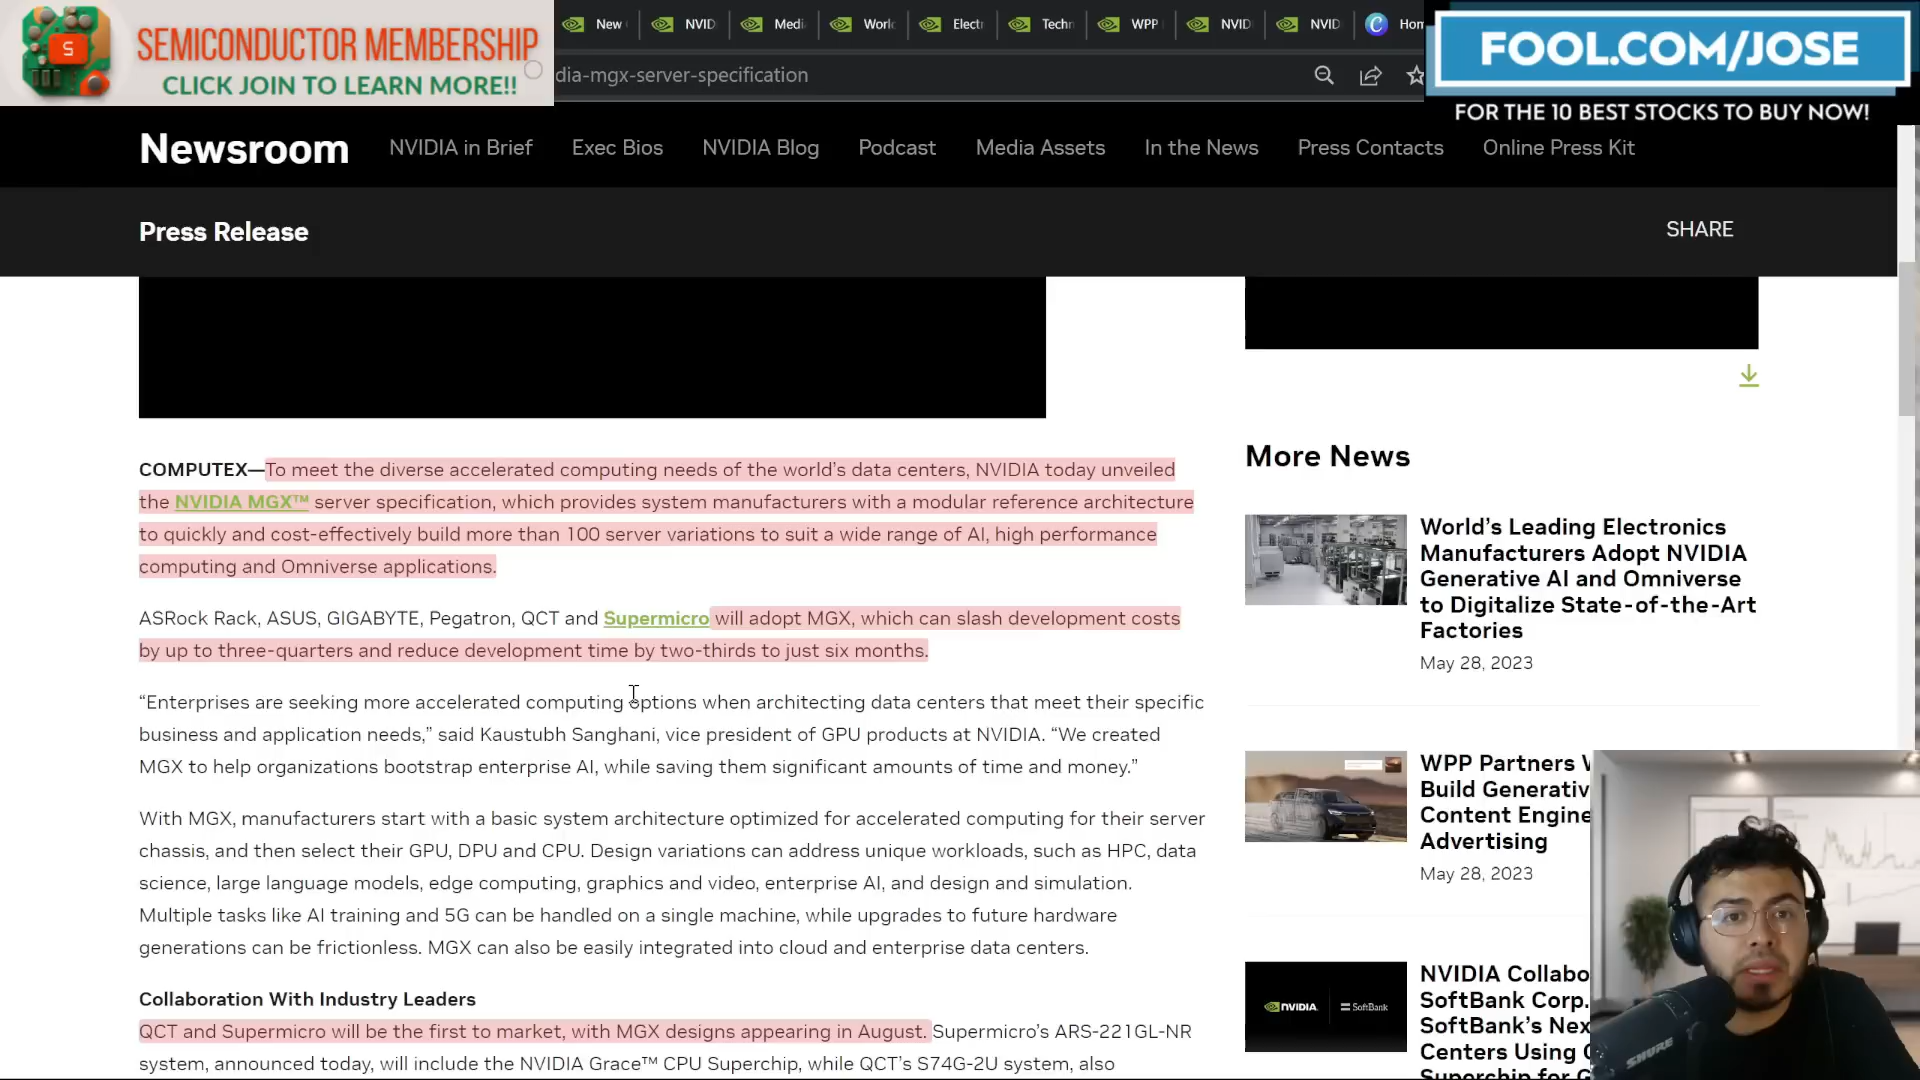 S
SEMICONDUCTOR MEMBERSHIP
CLICK JOIN TO LEARN MORE!!
New
NVID
Medi
Worl
Electr
Techn
WPP
NVID
NVID
C
Hom
dia-mgx-server-specification
FOOL.COM/JOSE
FOR THE 10 BEST STOCKS TO BUY NOW!
Newsroom
NVIDIA in Brief
Exec Bios
NVIDIA Blog
Podcast
Media Assets
In the News
Press Contacts
Online Press Kit
Press Release
SHARE
COMPUTEX—To meet the diverse accelerated computing needs of the world’s data centers, NVIDIA today unveiled
the NVIDIA MGX™ server specification, which provides system manufacturers with a modular reference architecture
to quickly and cost-effectively build more than 100 server variations to suit a wide range of AI, high performance
computing and Omniverse applications.
ASRock Rack, ASUS, GIGABYTE, Pegatron, QCT and Supermicro will adopt MGX, which can slash development costs
by up to three-quarters and reduce development time by two-thirds to just six months.
“Enterprises are seeking more accelerated computing options when architecting data centers that meet their specific
business and application needs,” said Kaustubh Sanghani, vice president of GPU products at NVIDIA. “We created
MGX to help organizations bootstrap enterprise AI, while saving them significant amounts of time and money.”
With MGX, manufacturers start with a basic system architecture optimized for accelerated computing for their server
chassis, and then select their GPU, DPU and CPU. Design variations can address unique workloads, such as HPC, data
science, large language models, edge computing, graphics and video, enterprise AI, and design and simulation.
Multiple tasks like AI training and 5G can be handled on a single machine, while upgrades to future hardware
generations can be frictionless. MGX can also be easily integrated into cloud and enterprise data centers.
Collaboration With Industry Leaders
QCT and Supermicro will be the first to market, with MGX designs appearing in August. Supermicro’s ARS-221GL-NR
system, announced today, will include the NVIDIA Grace™ CPU Superchip, while QCT’s S74G-2U system, also
More News
World’s Leading Electronics
Manufacturers Adopt NVIDIA
Generative AI and Omniverse
to Digitalize State-of-the-Art
Factories
May 28, 2023
WPP Partners
Build Generativ
Content Engine
Advertising
May 28, 2023
NVIDIA
SoftBank
NVIDIA Collabo
SoftBank Corp.
SoftBank’s Nex
Centers Using
Superchip for G
SHURE